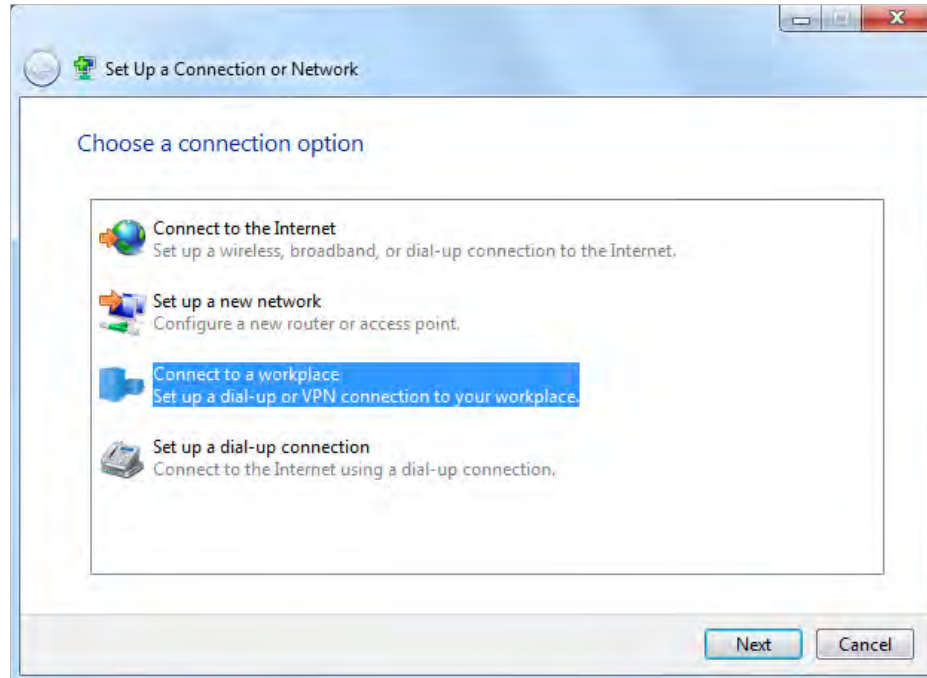 Set Up a Connection or Network
Choose a connection option
Connect to the Internet
Set up a wireless, broadband, or dial-up connection to the Internet.
Set up a new network
Configure a new router or access point.
Connect to a workplace
Set up a dial-up or VPN connection to your workplace.
Set up a dial-up connection
Connect to the Internet using a dial-up connection.
Next Cancel